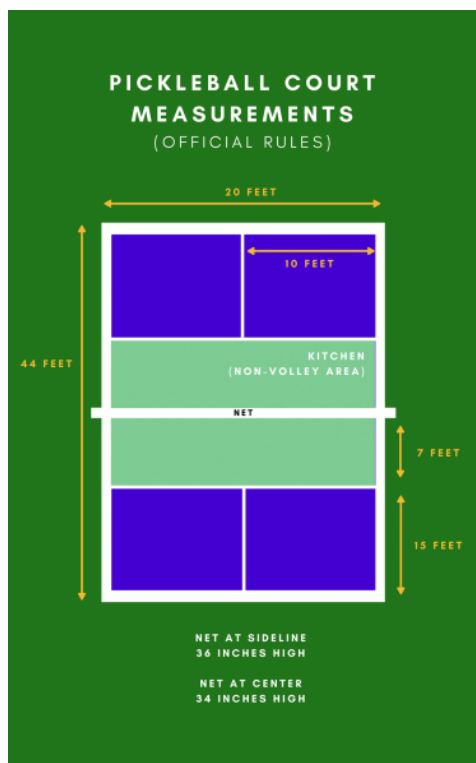 PICKLEBALL COURT
MEASUREMENTS
(OFFICIAL RULES)
20 FEET
10 FEET
44 FEET
KITCHEN
(NON-VOLLEY AREA)
NET
7 FEET
15 FEET
NET AT SIDELINE
36 INCHES HIGH
NET AT CENTER
34 INCHES HIGH